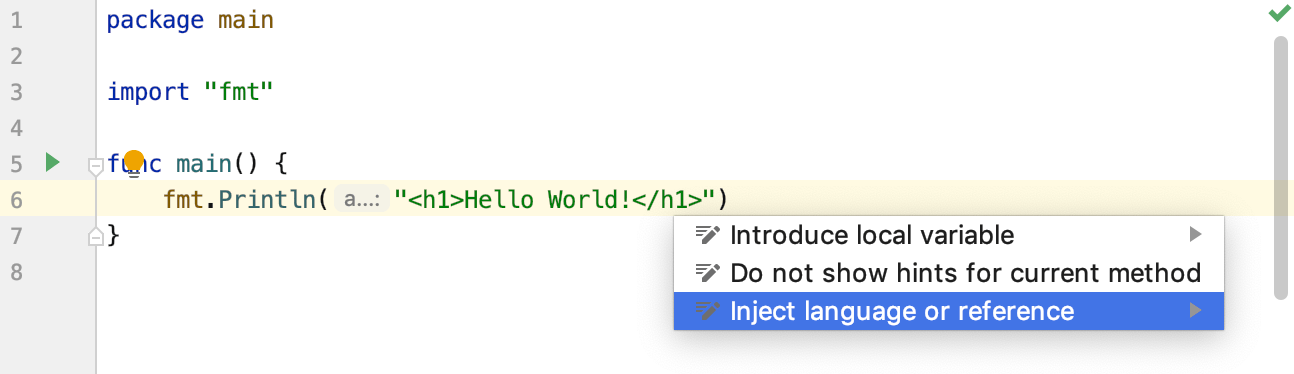 1 package main
2
3 import "fmt"
4
5 func main() {
6 fmt.Println( a...: "<h1>Hello World!</h1>")
7 }
8
Introduce local variable
Do not show hints for current method
Inject language or reference